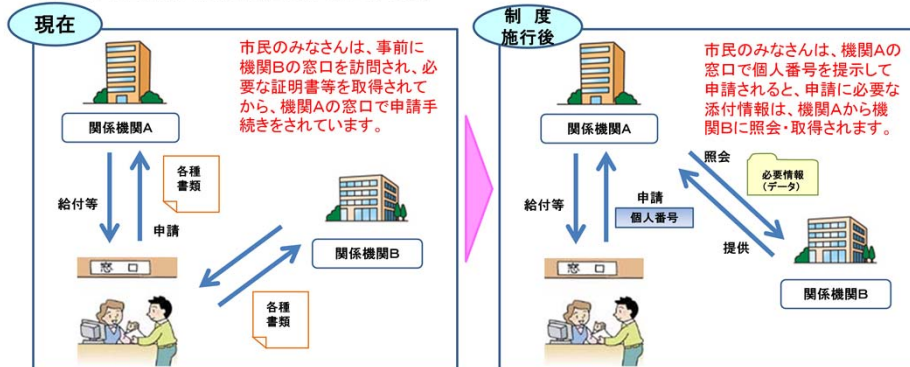 現在
市民のみなさんは、事前に
機関Bの窓口を訪問され、必
要な証明書等を取得されて
から、機関Aの窓口で申請手
続きをされています。
関係機関A
各種
書類
給付等
申請
関係機関B
窓口
各種
書類
制度
施行後
市民のみなさんは、機関Aの
窓口で個人番号を提示して
申請されると、申請に必要な
添付情報は、機関Aから機
関Bに照会・取得されます。
関係機関A
照会
必要情報
(データ)
給付等
申請
個人番号
提供
窓口
関係機関B